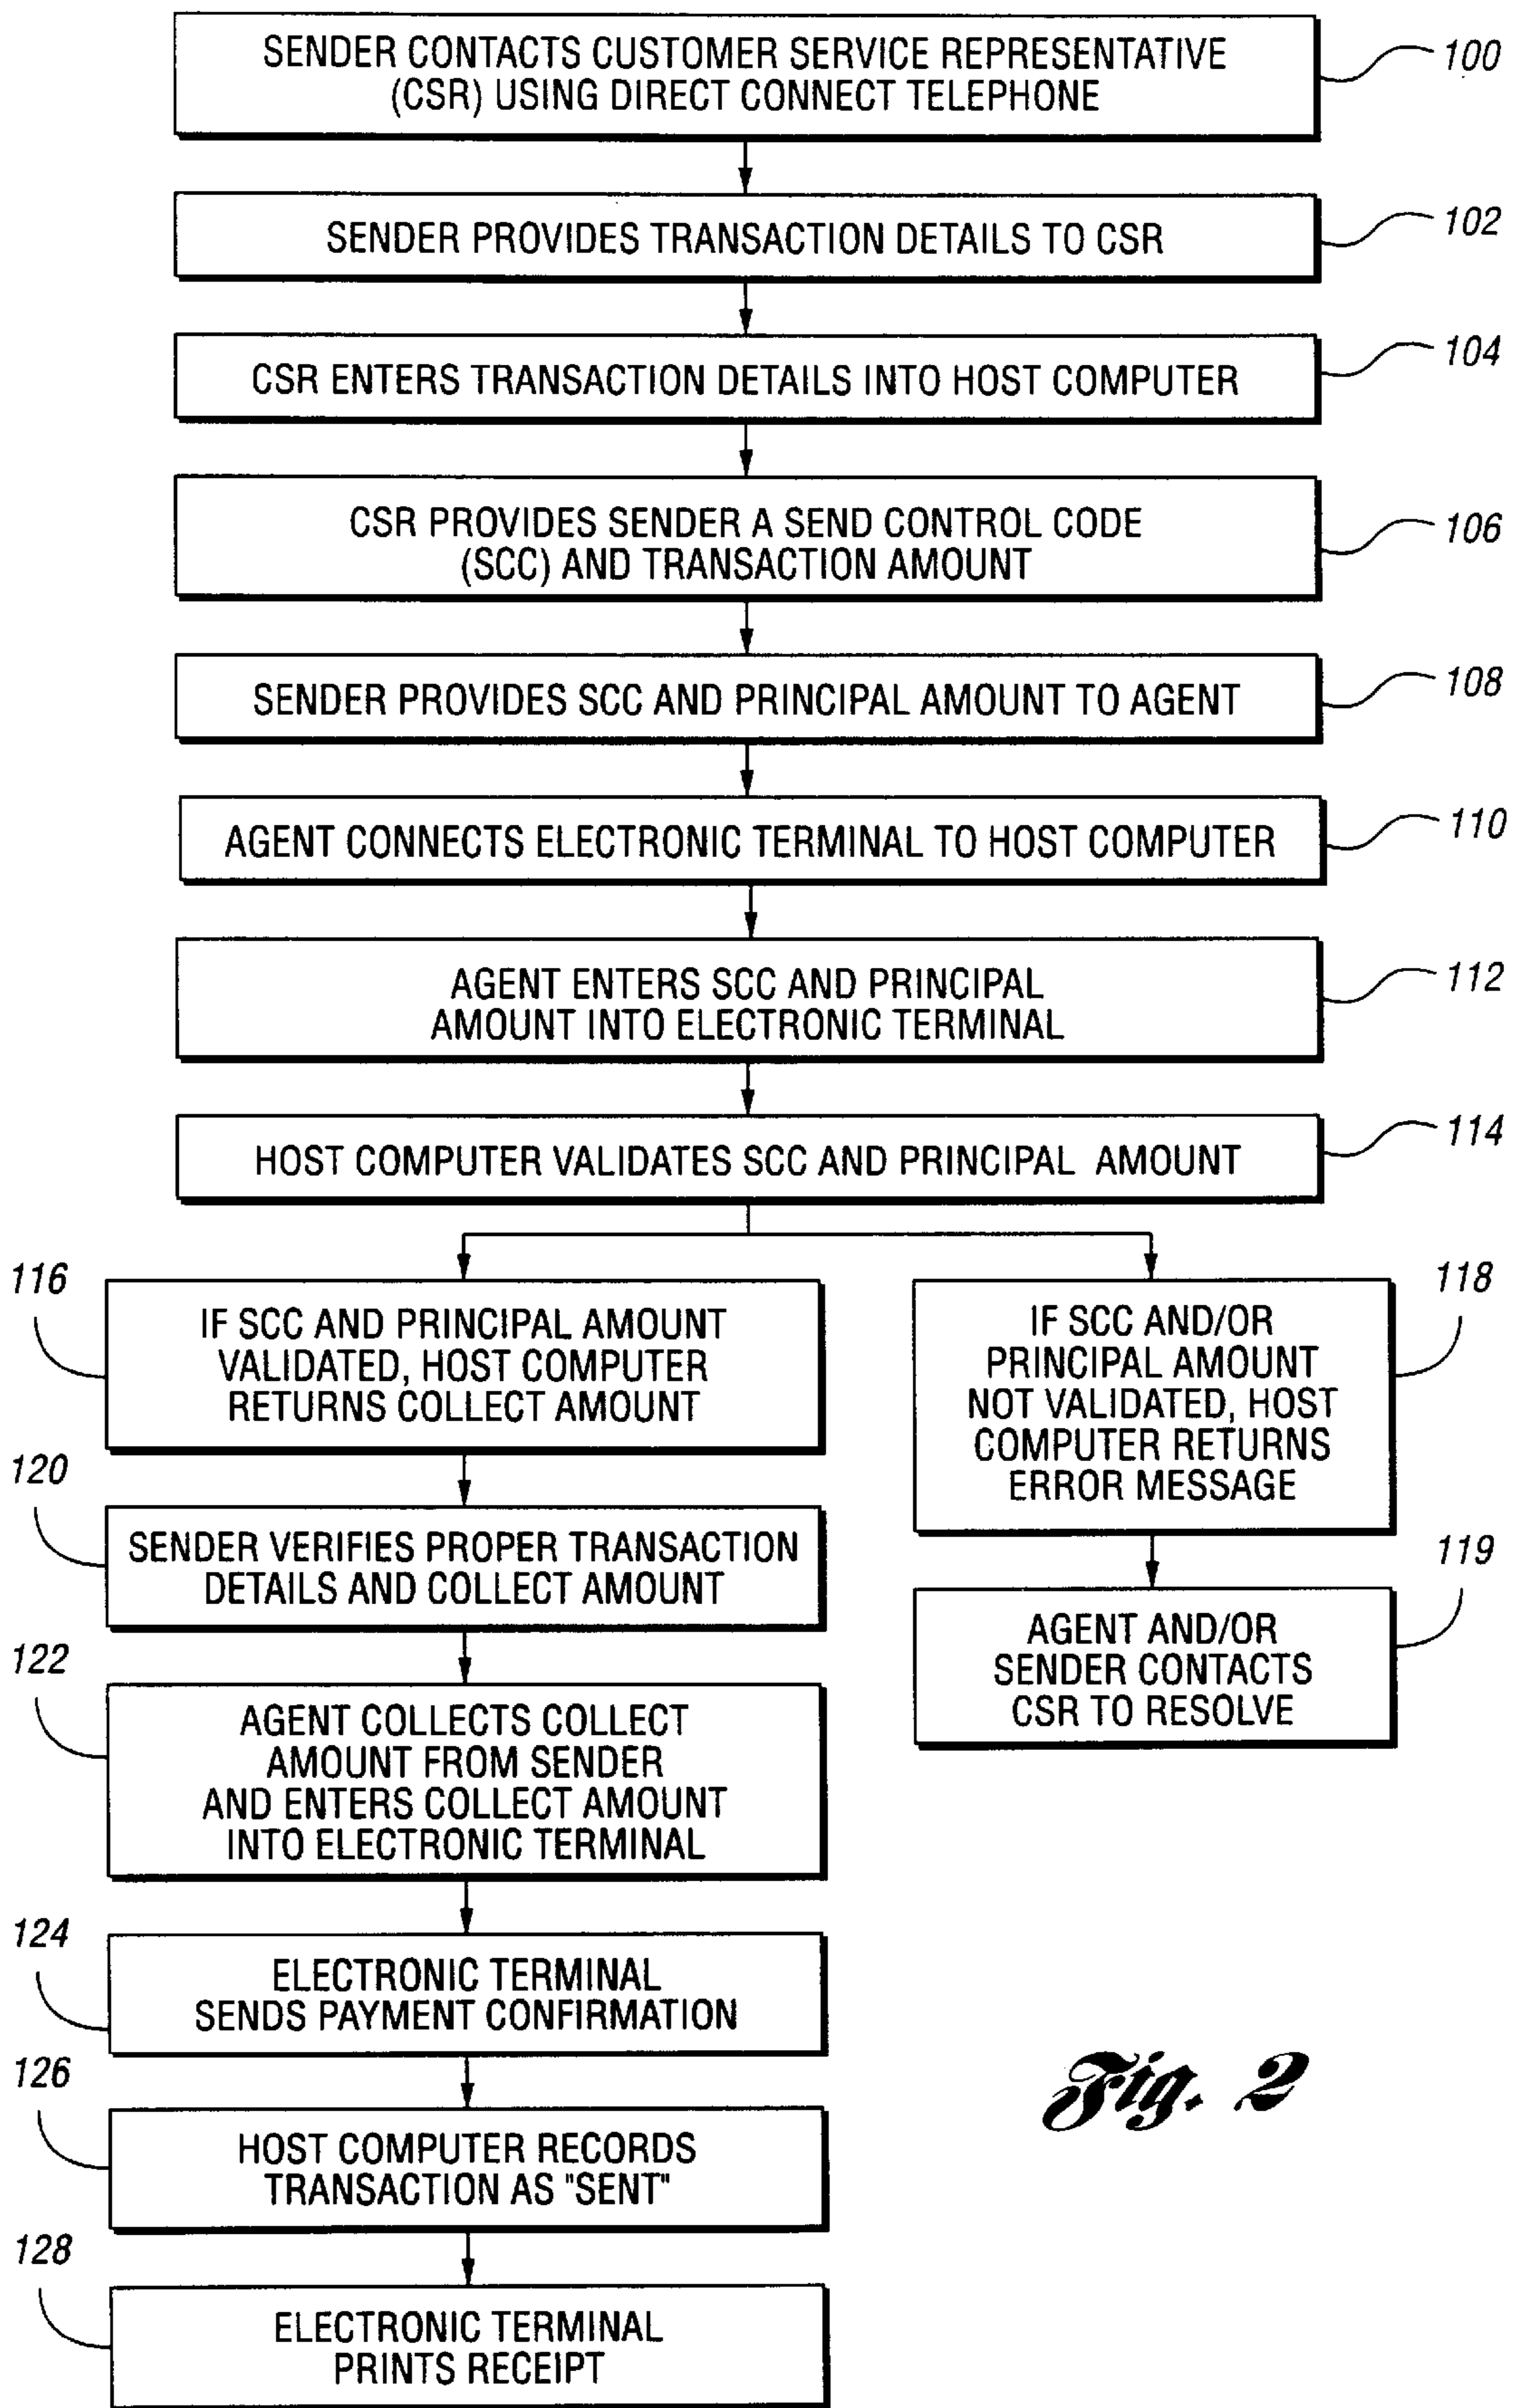 SENDER CONTACTS CUSTOMER SERVICE REPRESENTATIVE
(CSR) USING DIRECT CONNECT TELEPHONE
100
SENDER PROVIDES TRANSACTION DETAILS TO CSR
102
CSR ENTERS TRANSACTION DETAILS INTO HOST COMPUTER
104
CSR PROVIDES SENDER A SEND CONTROL CODE
(SCC) AND TRANSACTION AMOUNT
106
SENDER PROVIDES SCC AND PRINCIPAL AMOUNT TO AGENT
108
AGENT CONNECTS ELECTRONIC TERMINAL TO HOST COMPUTER
110
AGENT ENTERS SCC AND PRINCIPAL
AMOUNT INTO ELECTRONIC TERMINAL
112
HOST COMPUTER VALIDATES SCC AND PRINCIPAL AMOUNT
114
116
IF SCC AND PRINCIPAL AMOUNT
VALIDATED, HOST COMPUTER
RETURNS COLLECT AMOUNT
118
IF SCC AND/OR
PRINCIPAL AMOUNT
NOT VALIDATED, HOST
COMPUTER RETURNS
ERROR MESSAGE
120
SENDER VERIFIES PROPER TRANSACTION
DETAILS AND COLLECT AMOUNT
119
AGENT AND/OR
SENDER CONTACTS
CSR TO RESOLVE
122
AGENT COLLECTS COLLECT
AMOUNT FROM SENDER
AND ENTERS COLLECT AMOUNT
INTO ELECTRONIC TERMINAL
124
ELECTRONIC TERMINAL
SENDS PAYMENT CONFIRMATION
126
HOST COMPUTER RECORDS
TRANSACTION AS "SENT"
128
ELECTRONIC TERMINAL
PRINTS RECEIPT
Fig. 2